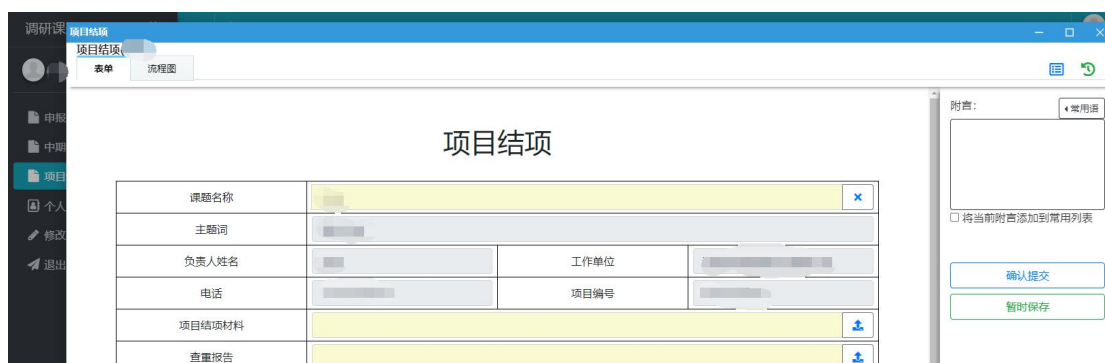 调研课
项目结项
项目结项(
表单
流程图
申报
中期
项目
个人
修改
退出
项目结项
课题名称
主题词
负责人姓名
工作单位
电话
项目编号
项目结项材料
查重报告
附言:
常用语
将当前附言添加到常用列表
确认提交
暂时保存